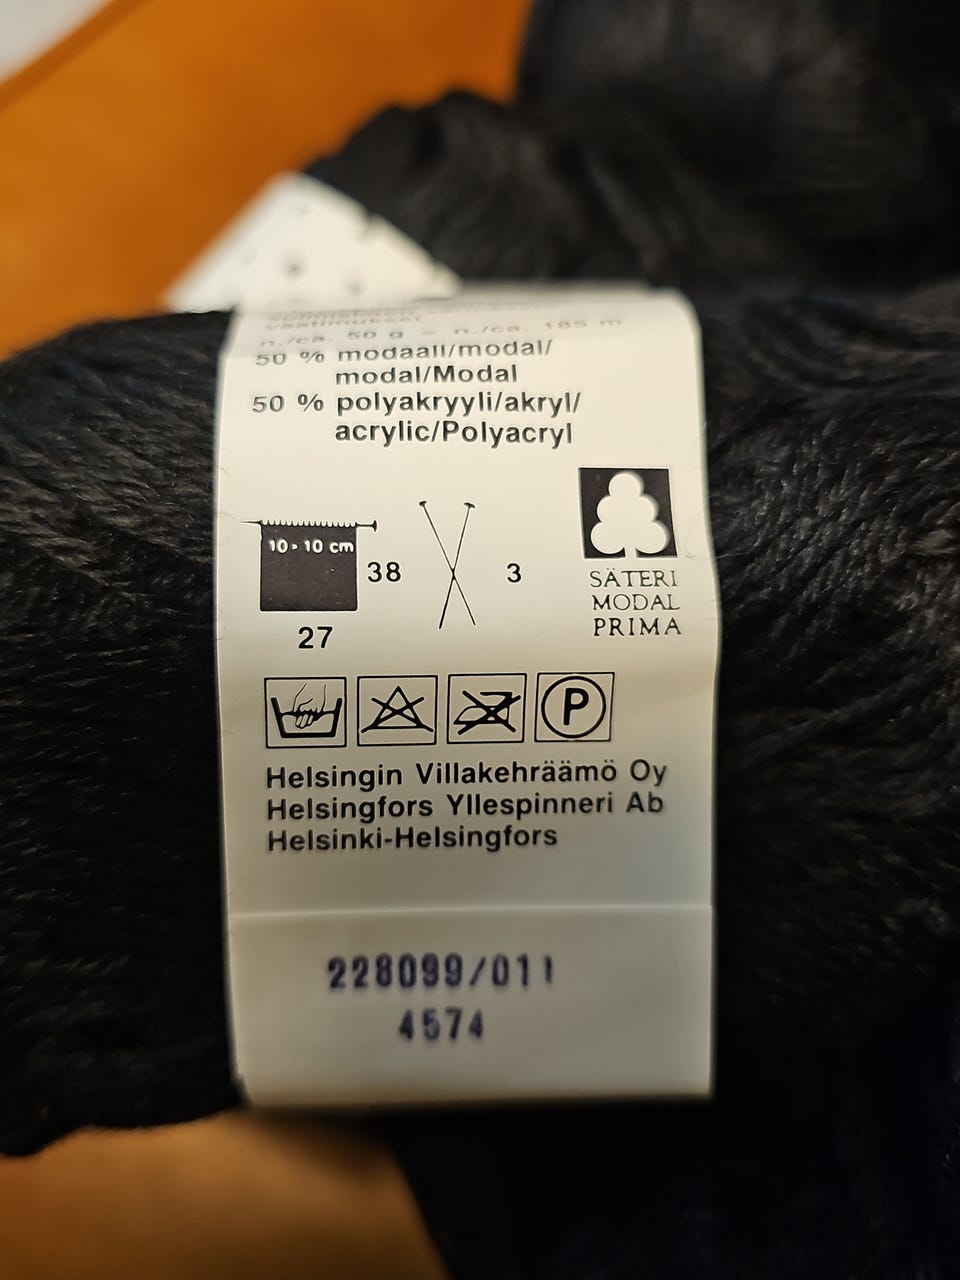 västimukset
n./ca. 50 g – n./ca. 185 m
50 % modaali/modal/
modal/Modal
50 % polyakryyli/akryl/
acrylic/Polyacryl
10 × 10 cm
38
27
3
SÄTERI
MODAL
PRIMA
P
Helsingin Villakehräämö Oy
Helsingfors Yllespinneri Ab
Helsinki-Helsingfors
228099/011
4574